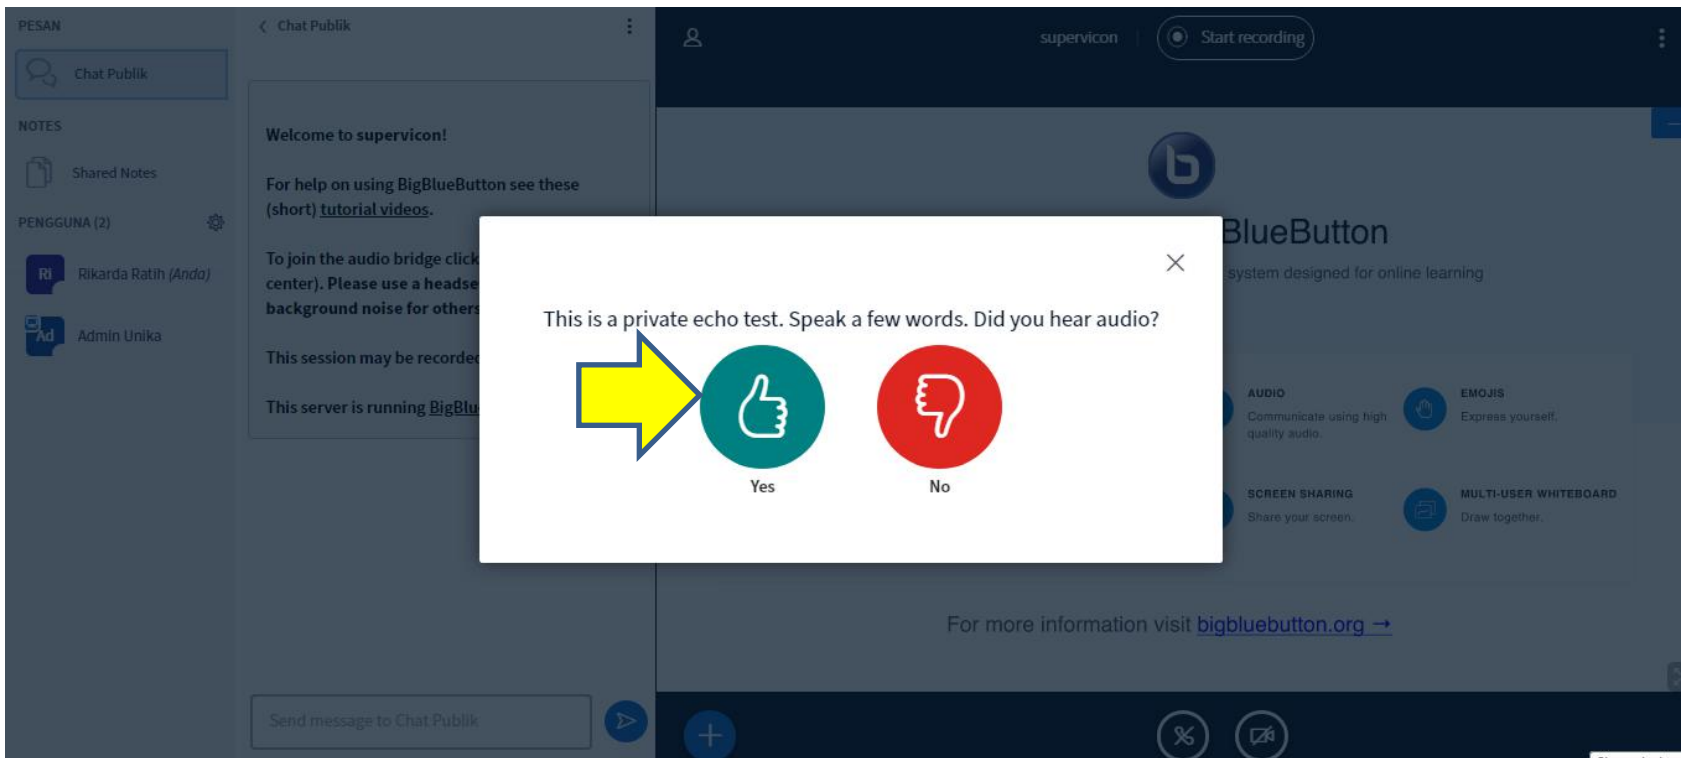 PESAN
Chat Publik
NOTES
Shared Notes
PENGGUNA (2)
Ri
Rikarda Ratih (Anda)
Ad
Admin Unika
Chat Publik
Welcome to supervicon!
For help on using BigBlueButton see these
(short) tutorial videos.
To join the audio bridge click
center). Please use a
background noise for others
This session may be
This server is running
Send message to Chat Publik
supervicon
Start recording
b
BlueButton
system designed for online learning
AUDIO
Communicate using high
quality audio.
EMOJIS
Express yourself.
SCREEN SHARING
Share your screen.
MULTI-USER WHITEBOARD
Draw together.
For more information visit bigbluebutton.org →
This is a private echo test. Speak a few words. Did you hear audio?
Yes
No